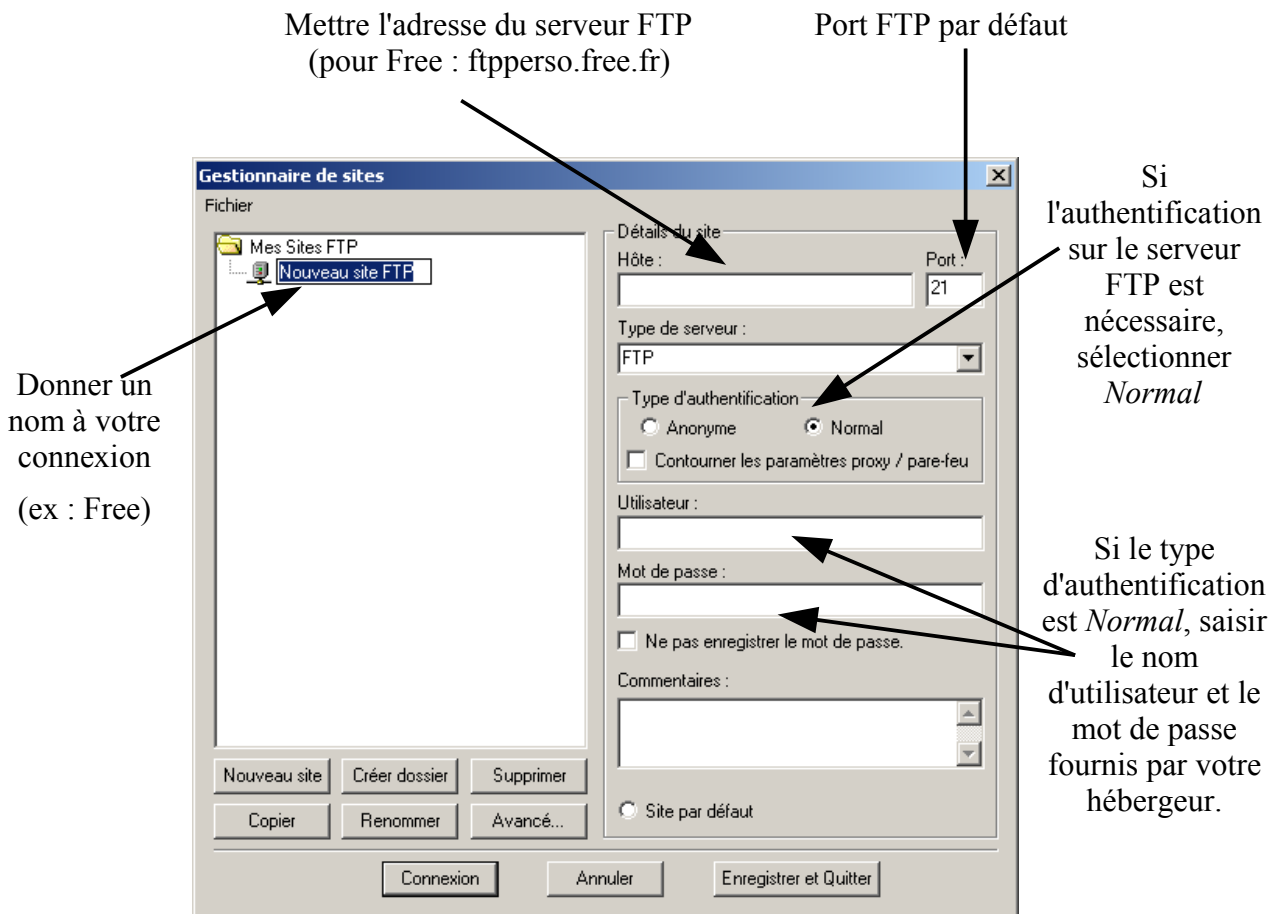 Mettre l'adresse du serveur FTP
(pour Free : ftpperso.free.fr)
Port FTP par défaut
Gestionnaire de sites
Fichier
Mes Sites FTP
Nouveau site FTP
Donner un
nom à votre
connexion
(ex : Free)
Nouveau site
Créer dossier
Supprimer
Copier
Renommer
Avancé...
Détails du site
Hôte :
Port :
21
Type de serveur :
FTP
Type d'authentification
Anonyme
Normal
Contourner les paramètres proxy / pare-feu
Utilisateur :
Mot de passe :
Ne pas enregistrer le mot de passe.
Commentaires :
Site par défaut
Connexion
Annuler
Enregistrer et Quitter
Si
l'authentification
sur le serveur
FTP est
nécessaire,
sélectionner
Normal
Si le type
d'authentification
est Normal, saisir
le nom
d'utilisateur et le
mot de passe
fournis par votre
hébergeur.